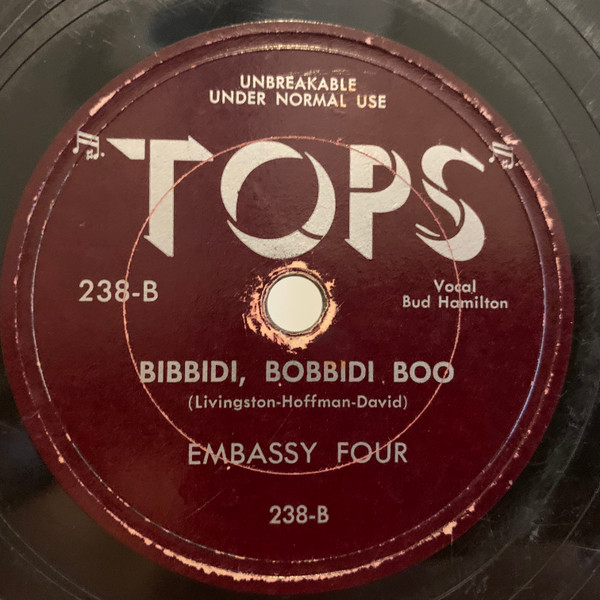 UNBREAKABLE
UNDER NORMAL USE
TOPS
238-B
Vocal
Bud Hamilton
BIBBIDI, BOBBIDI BOO
(Livingston-Hoffman-David)
EMBASSY FOUR
238-B